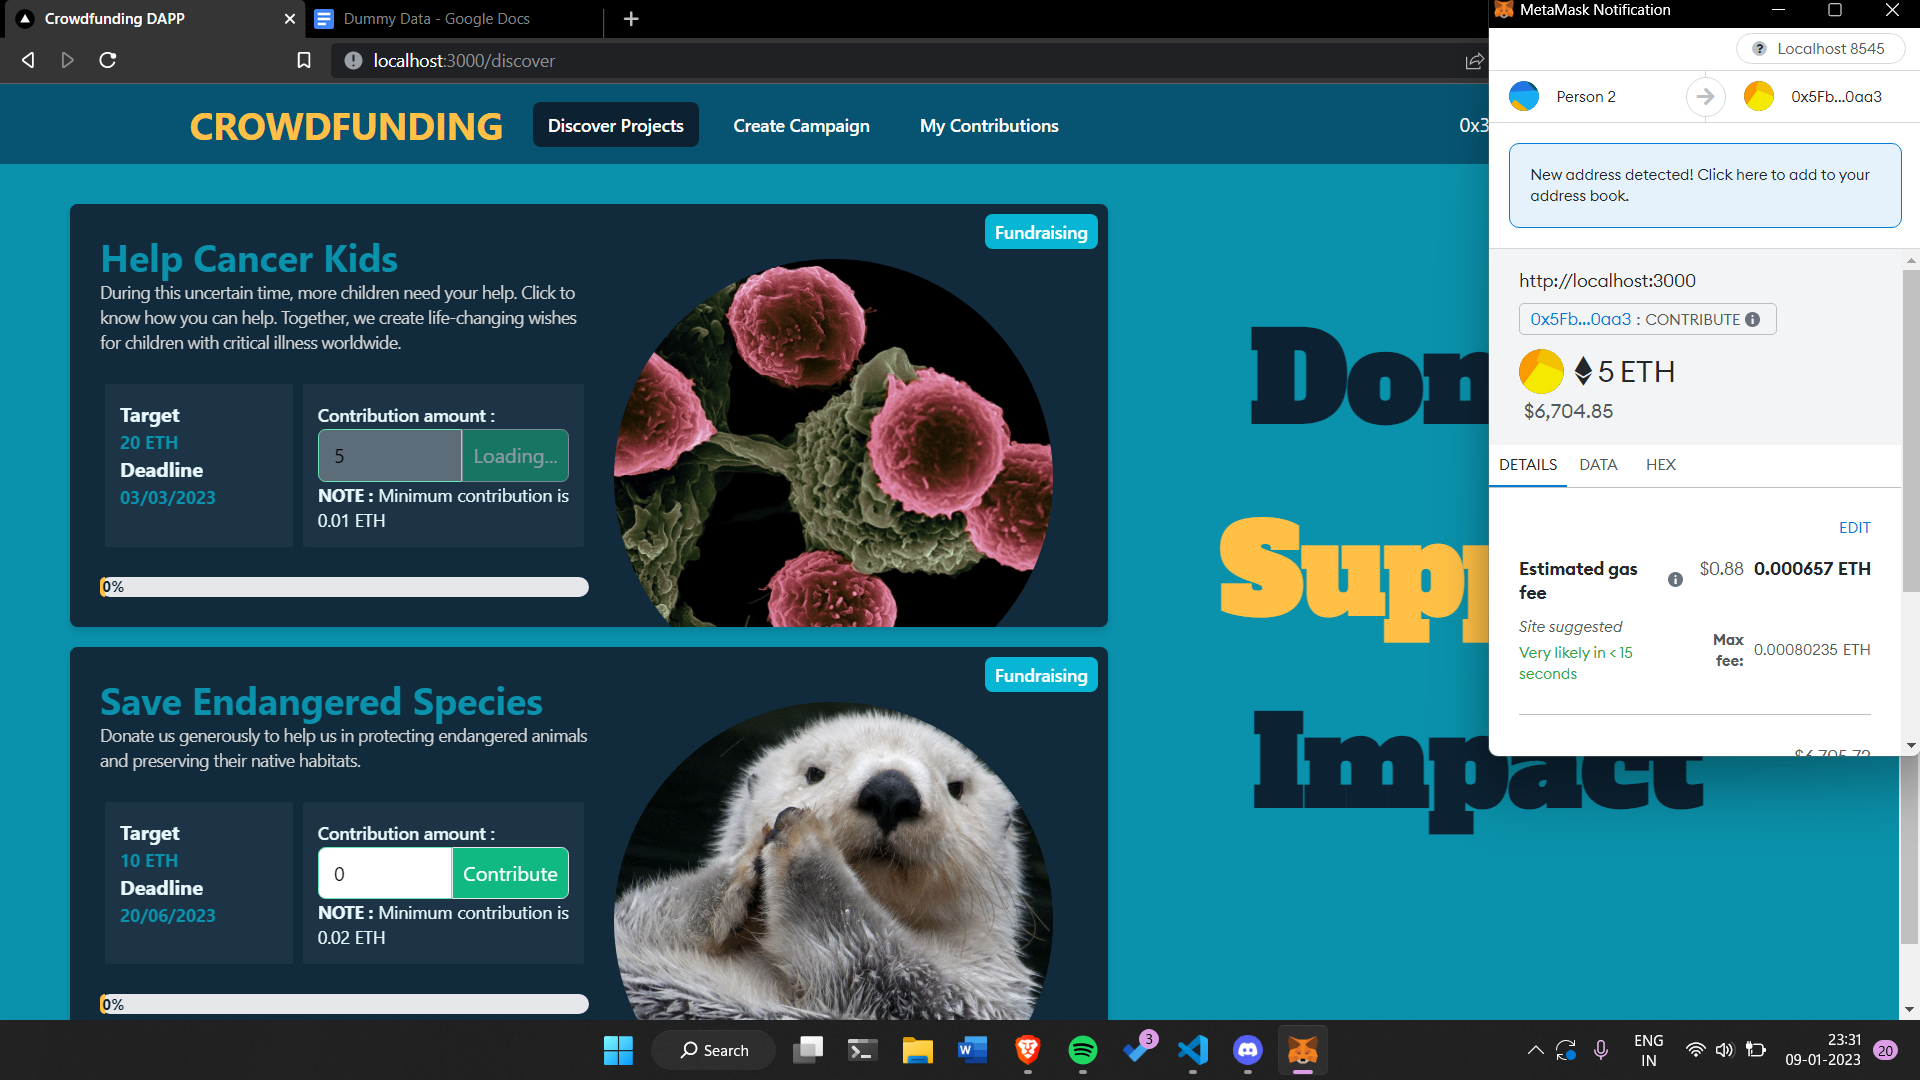 Crowdfunding DAPP
Dummy Data - Google Docs
localhost:3000/discover
CROWDFUNDING
Discover Projects
Create Campaign
My Contributions
0x3
Fundraising
Help Cancer Kids
During this uncertain time, more children need your help. Click to
know how you can help. Together, we create life-changing wishes
for children with critical illness worldwide.
Target
20 ETH
Deadline
03/03/2023
Contribution amount :
5
Loading...
NOTE : Minimum contribution is
0.01 ETH
0%
Fundraising
Save Endangered Species
Donate us generously to help us in protecting endangered animals
and preserving their native habitats.
Target
10 ETH
Deadline
20/06/2023
Contribution amount :
0
Contribute
NOTE : Minimum contribution is
0.02 ETH
0%
Don
Supp
Impact
MetaMask Notification
Localhost 8545
Person 2
0x5Fb...0aa3
New address detected! Click here to add to your
address book.
http://localhost:3000
0x5Fb...0aa3 : CONTRIBUTE
5 ETH
$6,704.85
DETAILS
DATA
HEX
EDIT
Estimated gas
fee
$0.88 0.000657 ETH
Site suggested
Very likely in < 15
seconds
Max
fee:
0.00080235 ETH
$6,705.72
Search
3
ENG
IN
23:31
09-01-2023
20